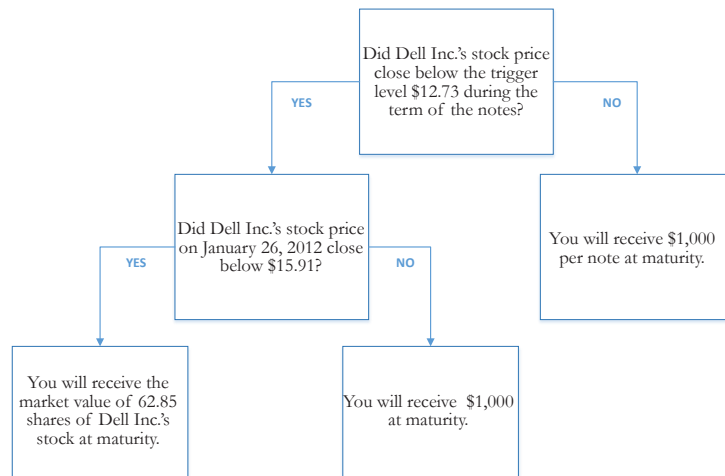 Did Dell Inc.'s stock price
close below the trigger
level $12.73 during the
term of the notes?
YES
NO
Did Dell Inc.'s stock price
on January 26, 2012 close
below $15.91?
You will receive $1,000
per note at maturity.
YES
NO
You will receive the
market value of 62.85
shares of Dell Inc.'s
stock at maturity.
You will receive $1,000
at maturity.